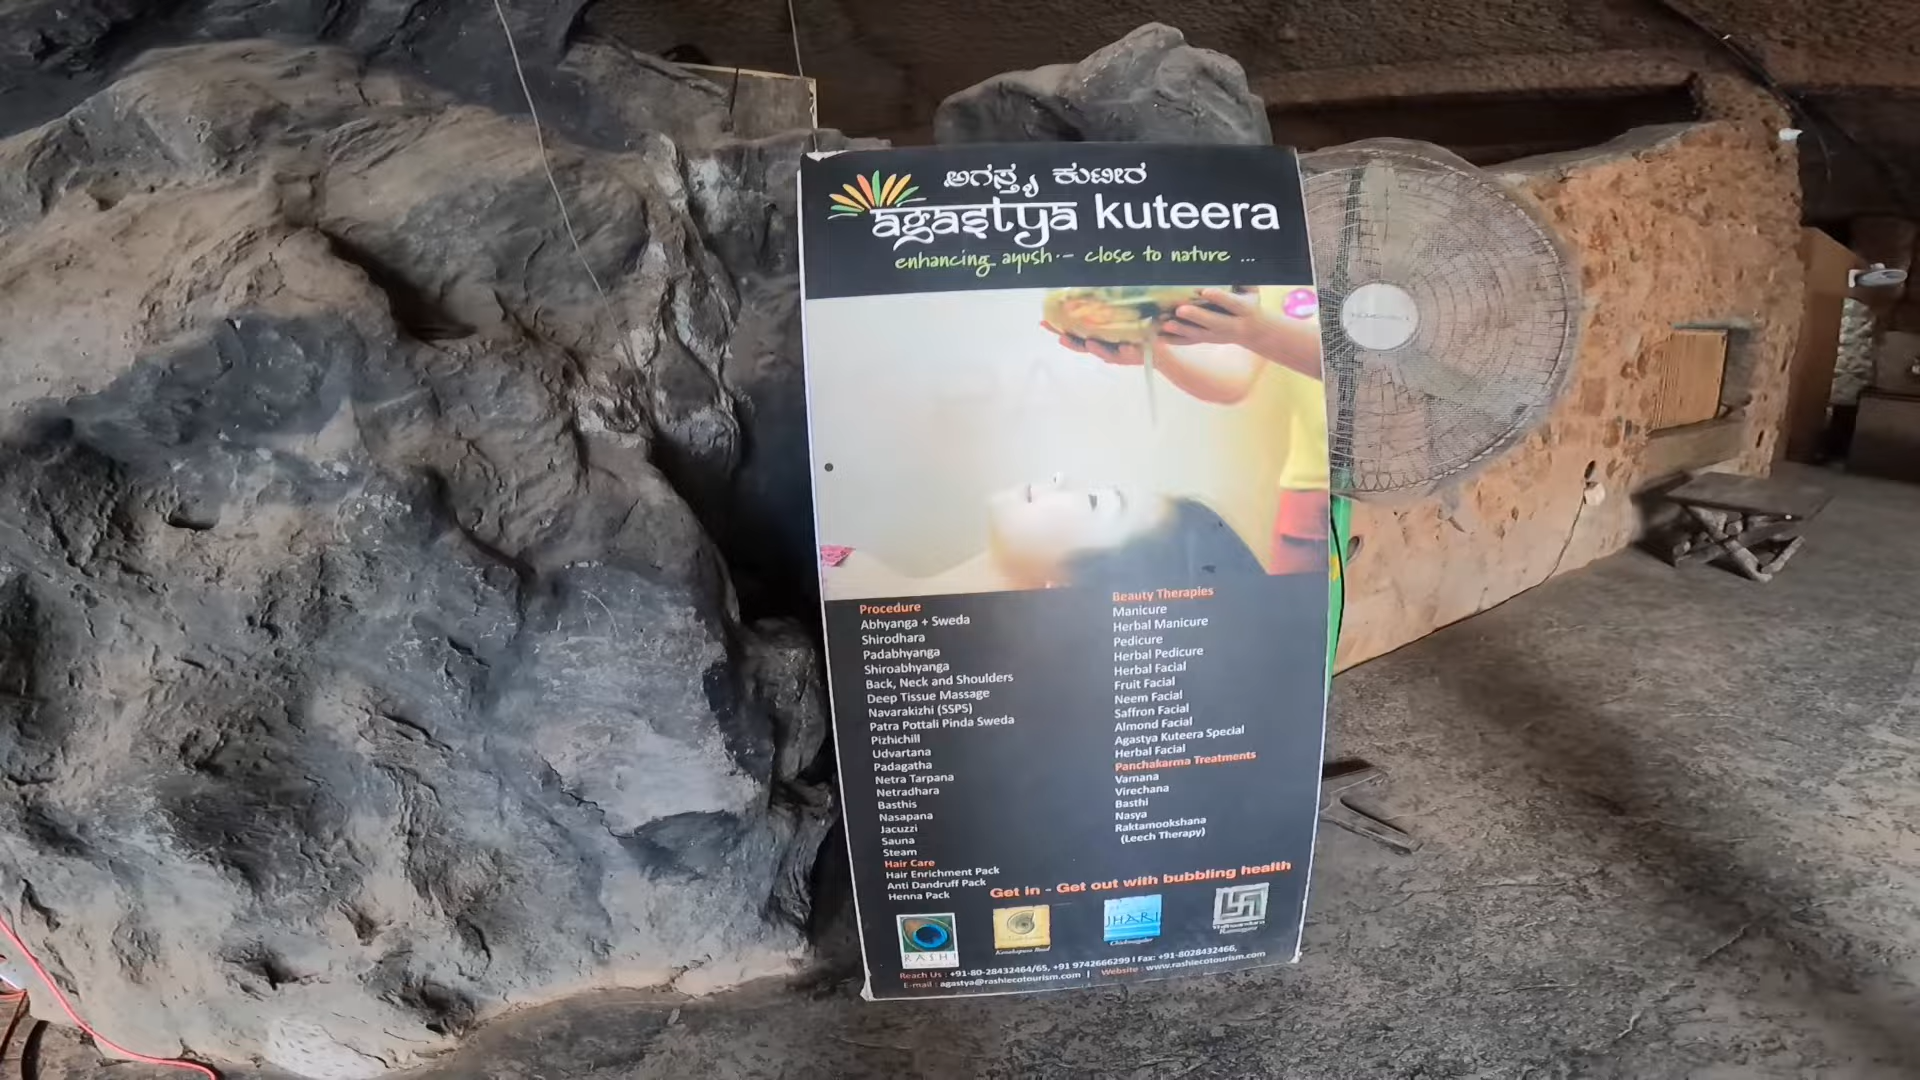 ಅಗಸ್ತ್ಯ ಕುಟೀರ
agastya kuteera
enhancing ayush - close to nature ...
Procedure
Abhyanga + Sweda
Shirodhara
Padabhyanga
Shiroabhyanga
Back, Neck and Shoulders
Deep Tissue Massage
Navarakizhi (SSPS)
Patra Pottali Pinda Sweda
Pizhichill
Udvartana
Padagatha
Netra Tarpana
Netradhara
Basthis
Nasapana
Jacuzzi
Sauna
Steam
Hair Care
Hair Enrichment Pack
Anti Dandruff Pack
Henna Pack
Beauty Therapies
Manicure
Herbal Manicure
Pedicure
Herbal Pedicure
Herbal Facial
Fruit Facial
Neem Facial
Saffron Facial
Almond Facial
Agastya Kuteera Special
Herbal Facial
Panchakarma Treatments
Vamana
Virechana
Basthi
Nasya
Raktamookshana
(Leech Therapy)
Get in - Get out with bubbling health
RASHI
Kanakapura Road
JHARI
Chickmagalur
Reach Us : +91-80-28432464/65, +91 9742666299 I Fax: +91-8028432466,
E-mail : agastya@rashiecotourism.com | Website : www.rashiecotourism.com